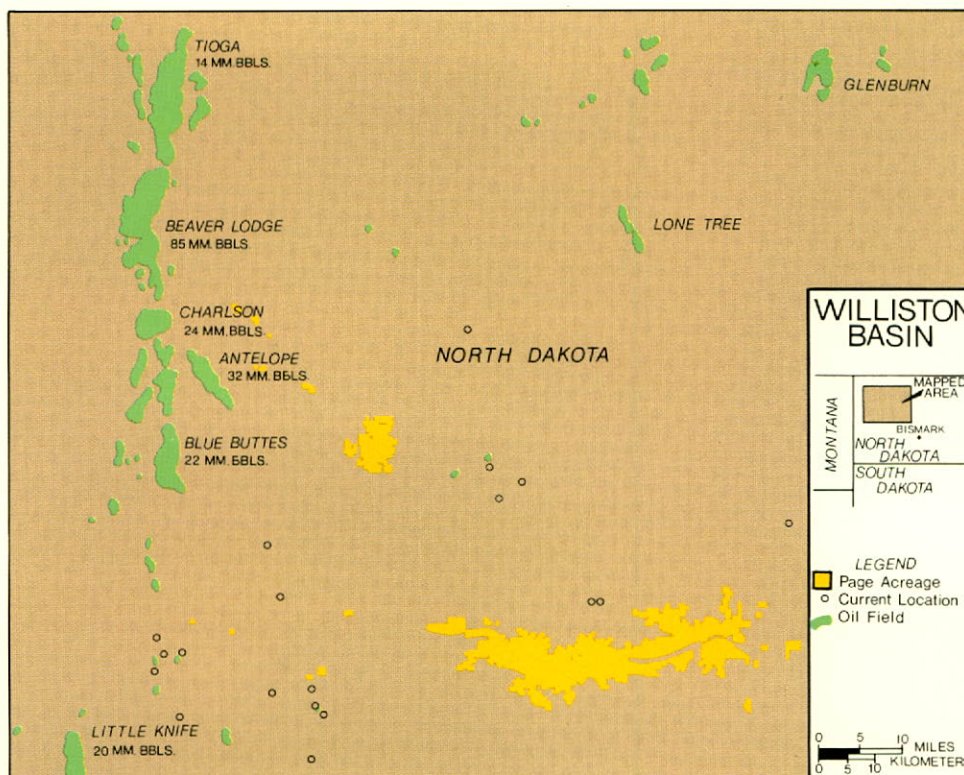 TIOGA
14 MM. BBLS.
GLENBURN
BEAVER LODGE
85 MM. BBLS.
LONE TREE
CHARLSON
24 MM. BBLS.
NORTH DAKOTA
ANTELOPE
32 MM. BBLS.
BLUE BUTTES
22 MM. BBLS.
LITTLE KNIFE
20 MM. BBLS.
WILLISTON
BASIN
MAPPED
AREA
MONTANA
BISMARK
NORTH
DAKOTA
SOUTH
DAKOTA
LEGEND
Page Acreage
Current Location
Oil Field
0 5 10
MILES
KILOMETER
0 5 10